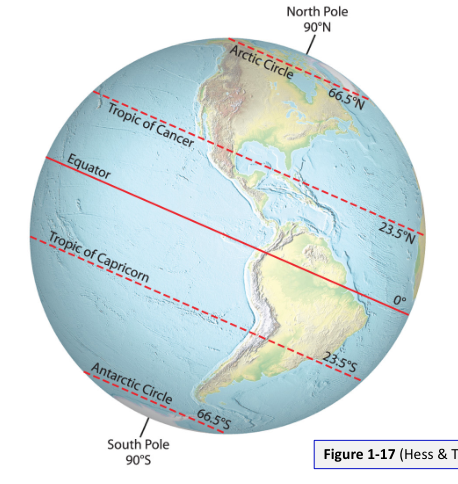 North Pole
90°N
Arctic Circle
66.5°N
Tropic of Cancer
23.5°N
Equator
0°
Tropic of Capricorn
23.5°S
Antarctic Circle
66.5°S
South Pole
90°S
Figure 1-17 (Hess & T